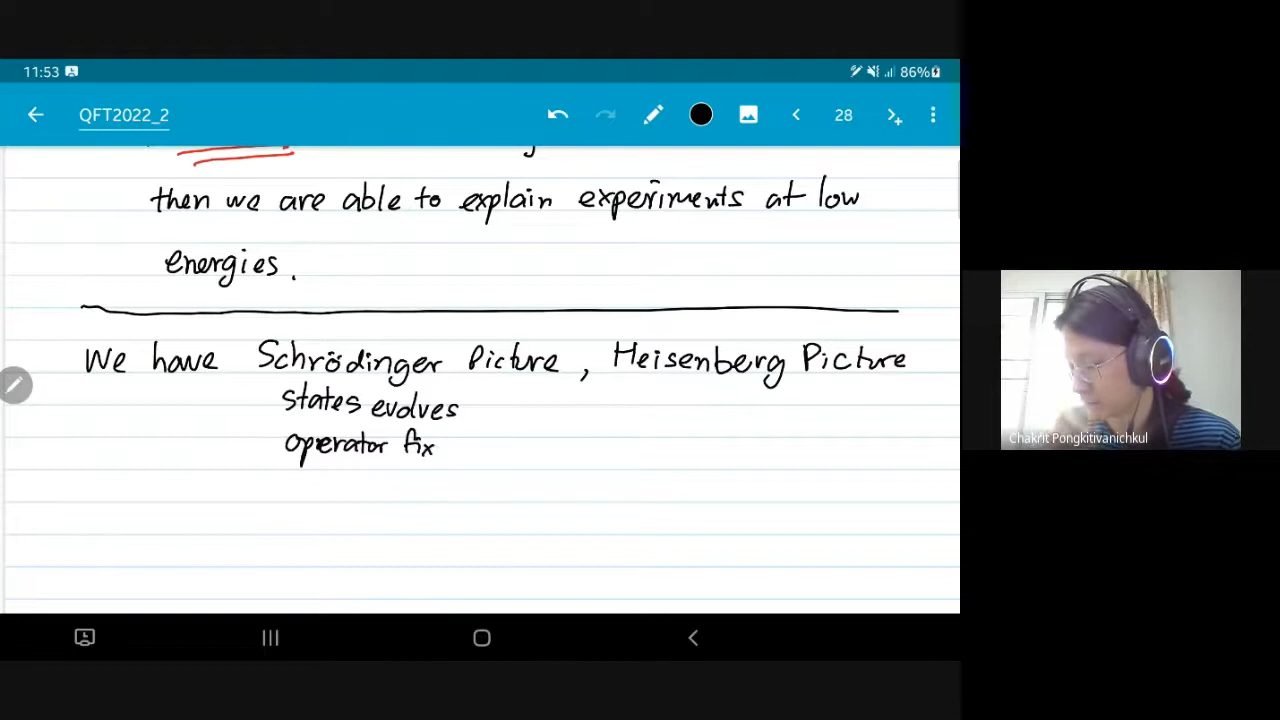 11:53 86%
QFT2022_2 28
then we are able to explain experiments at low
energies.
We have Schrödinger Picture, Heisenberg Picture
states evolves
operator fix
Chakrit Pongkitivanichkul